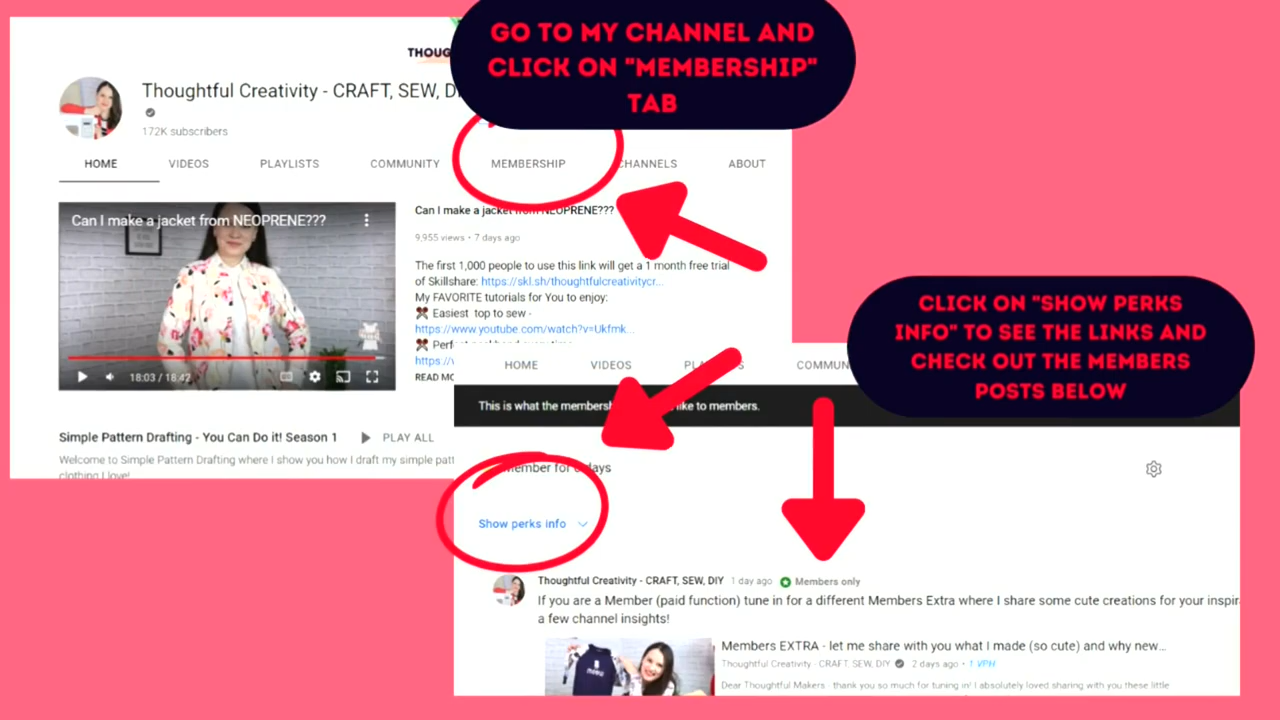 GO TO MY CHANNEL AND
CLICK ON "MEMBERSHIP"
TAB
Thoughtful Creativity - CRAFT, SEW,
172K subscribers
HOME VIDEOS PLAYLISTS COMMUNITY MEMBERSHIP CHANNELS ABOUT
Can I make a jacket from NEOPRENE???
18:03 / 18:42
Can I make a jacket from NEOPRENE???
9,955 views • 7 days ago
The first 1,000 people to use this link will get a 1 month free trial
of Skillshare: https://skl.sh/thoughtfulcreativitycr...
My FAVORITE tutorials for You to enjoy:
Easiest top to sew -
https://www.youtube.com/watch?v=Ukfmk...
READ MO
Simple Pattern Drafting - You Can Do it! Season 1 PLAY ALL
Welcome to Simple Pattern Drafting where I show you how I draft my simple patt
clothing I love!
CLICK ON "SHOW PERKS
INFO" TO SEE THE LINKS AND
CHECK OUT THE MEMBERS
POSTS BELOW
HOME VIDEOS COMMUN
This is what the like to members.
Member for days
Show perks info
Thoughtful Creativity - CRAFT, SEW, DIY 1 day ago Members only
If you are a Member (paid function) tune in for a different Members Extra where I share some cute creations for your inspir
a few channel insights!
Members EXTRA - let me share with you what I made (so cute) and why new...
Thoughtful Creativity - CRAFT, SEW, DIY 2 days ago • 1 VPH
Dear Thoughtful Makers - thank you so much for tuning in! I absolutely loved sharing with you these little